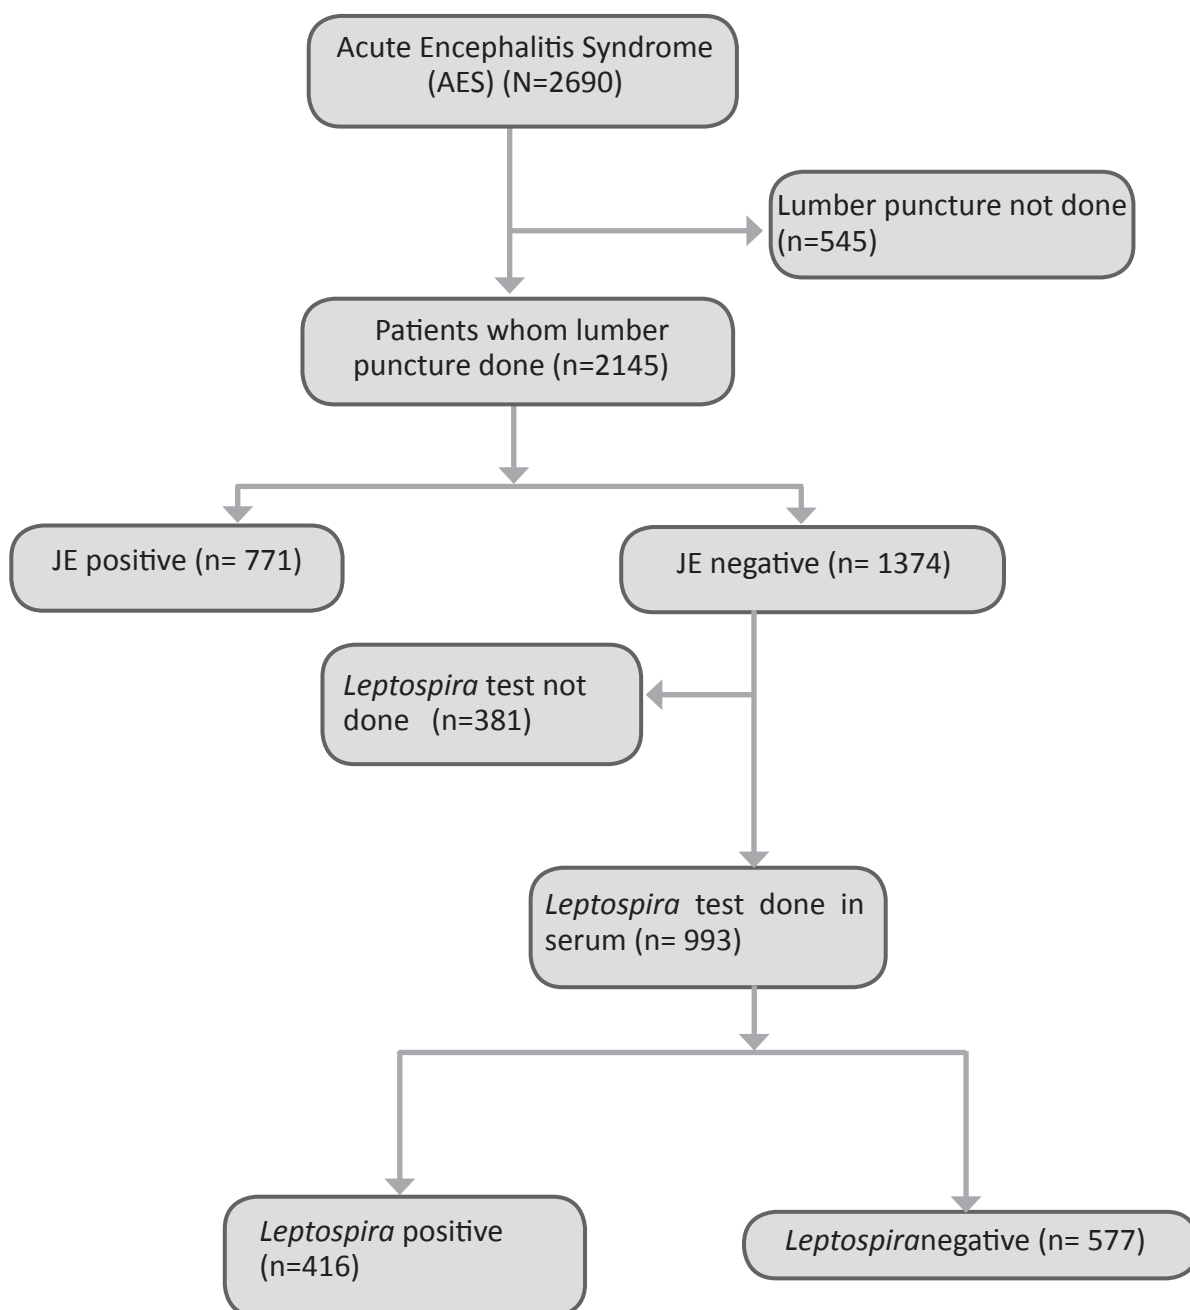 Acute Encephalitis Syndrome
(AES) (N=2690)
Lumber puncture not done
(n=545)
Patients whom lumber
puncture done (n=2145)
JE positive (n= 771)
JE negative (n= 1374)
Leptospira test not
done (n=381)
Leptospira test done in
serum (n= 993)
Leptospira positive
(n=416)
Leptospiranegative (n= 577)